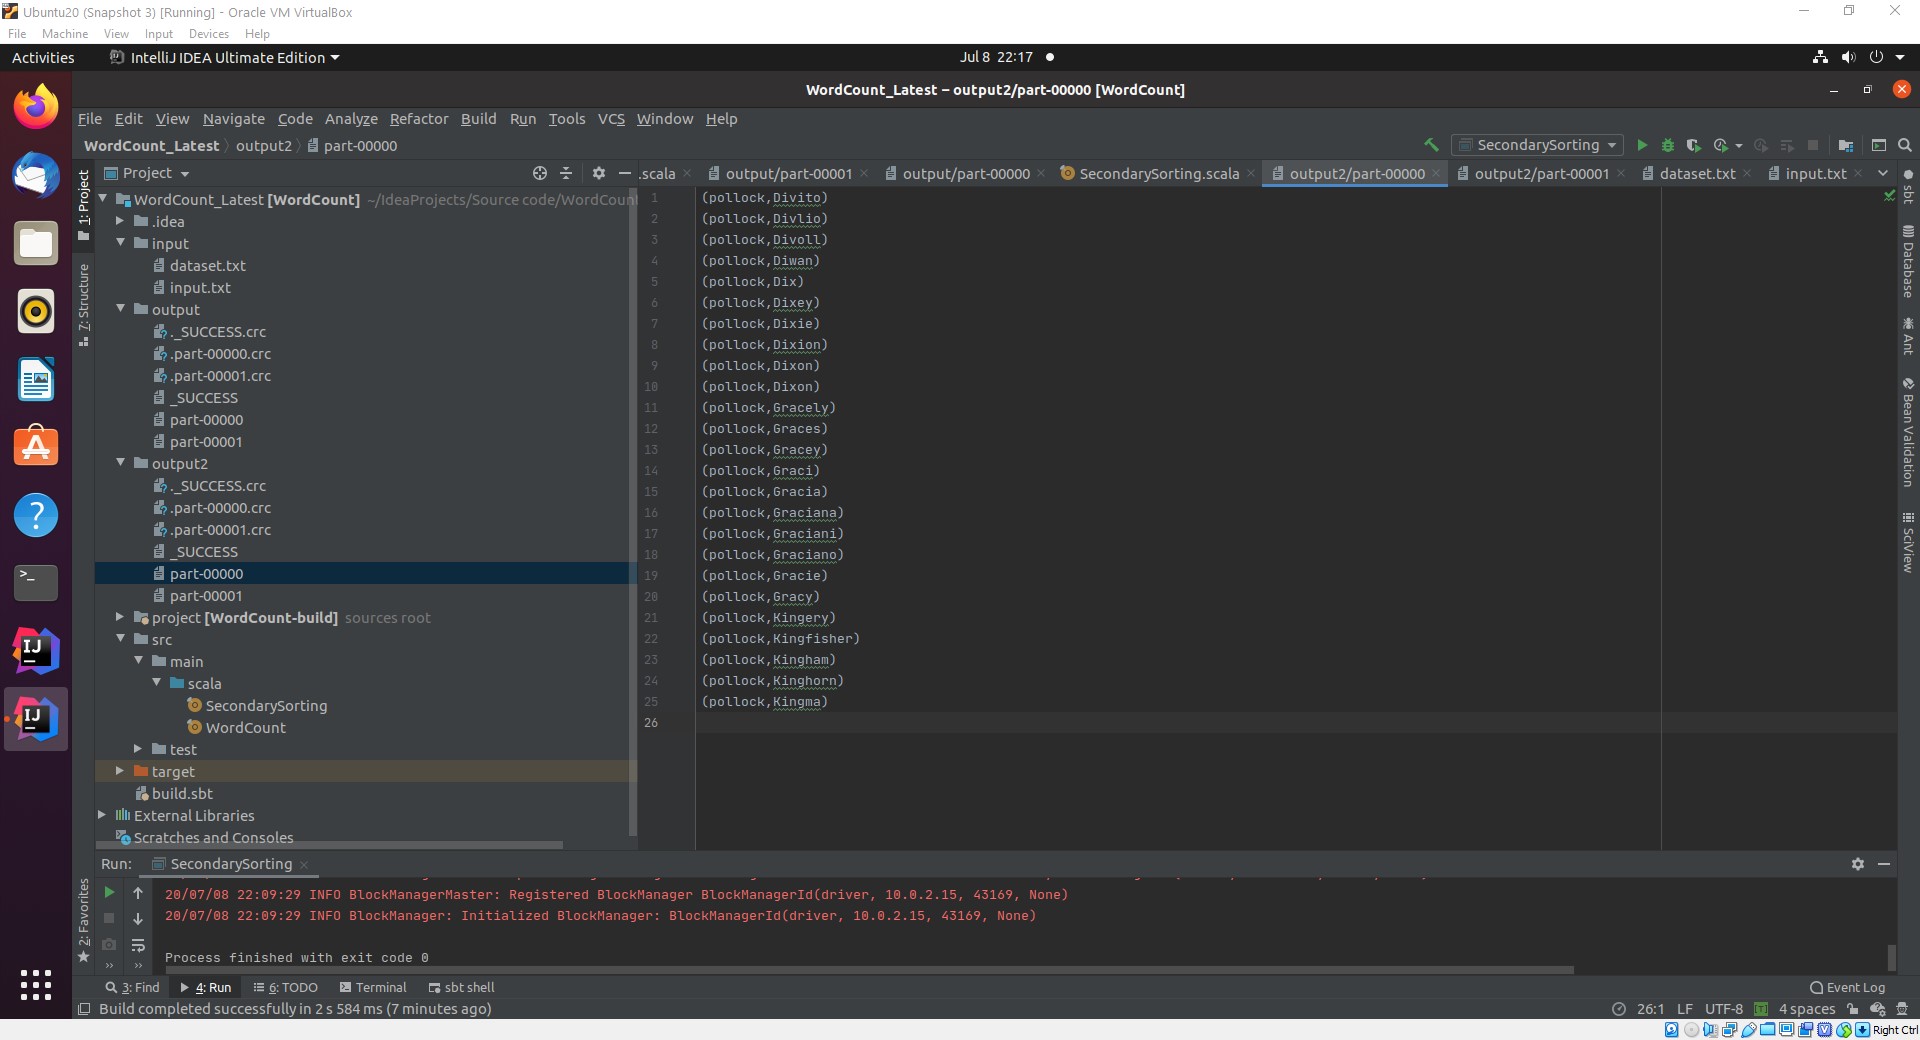 Ubuntu20 (Snapshot 3) [Running] - Oracle VM VirtualBox
File Machine View Input Devices Help
Activities IntelliJ IDEA Ultimate Edition Jul 8 22:17
WordCount_Latest – output2/part-00000 [WordCount]
File Edit View Navigate Code Analyze Refactor Build Run Tools VCS Window Help
WordCount_Latest output2 part-00000 SecondarySorting
Project .scala output/part-00001 output/part-00000 SecondarySorting.scala output2/part-00000 output2/part-00001 dataset.txt input.txt
1: Project
7: Structure
2: Favorites
WordCount_Latest [WordCount] ~/IdeaProjects/Source code/WordCount
.idea
input
dataset.txt
input.txt
output
._SUCCESS.crc
.part-00000.crc
.part-00001.crc
_SUCCESS
part-00000
part-00001
output2
._SUCCESS.crc
.part-00000.crc
.part-00001.crc
_SUCCESS
part-00000
part-00001
project [WordCount-build] sources root
src
main
scala
SecondarySorting
WordCount
test
target
build.sbt
External Libraries
Scratches and Consoles
1 (pollock,Divito)
2 (pollock,Divlio)
3 (pollock,Divoll)
4 (pollock,Diwan)
5 (pollock,Dix)
6 (pollock,Dixey)
7 (pollock,Dixie)
8 (pollock,Dixion)
9 (pollock,Dixon)
10 (pollock,Dixon)
11 (pollock,Gracely)
12 (pollock,Graces)
13 (pollock,Gracey)
14 (pollock,Graci)
15 (pollock,Gracia)
16 (pollock,Graciana)
17 (pollock,Graciani)
18 (pollock,Graciano)
19 (pollock,Gracie)
20 (pollock,Gracy)
21 (pollock,Kingery)
22 (pollock,Kingfisher)
23 (pollock,Kingham)
24 (pollock,Kinghorn)
25 (pollock,Kingma)
26
sbt
Database
Ant
Bean Validation
SciView
Run: SecondarySorting
20/07/08 22:09:29 INFO BlockManagerMaster: Registered BlockManager BlockManagerId(driver, 10.0.2.15, 43169, None)
20/07/08 22:09:29 INFO BlockManager: Initialized BlockManager: BlockManagerId(driver, 10.0.2.15, 43169, None)
Process finished with exit code 0
3: Find 4: Run 6: TODO Terminal sbt shell Event Log
Build completed successfully in 2 s 584 ms (7 minutes ago) 26:1 LF UTF-8 4 spaces
Right Ctrl